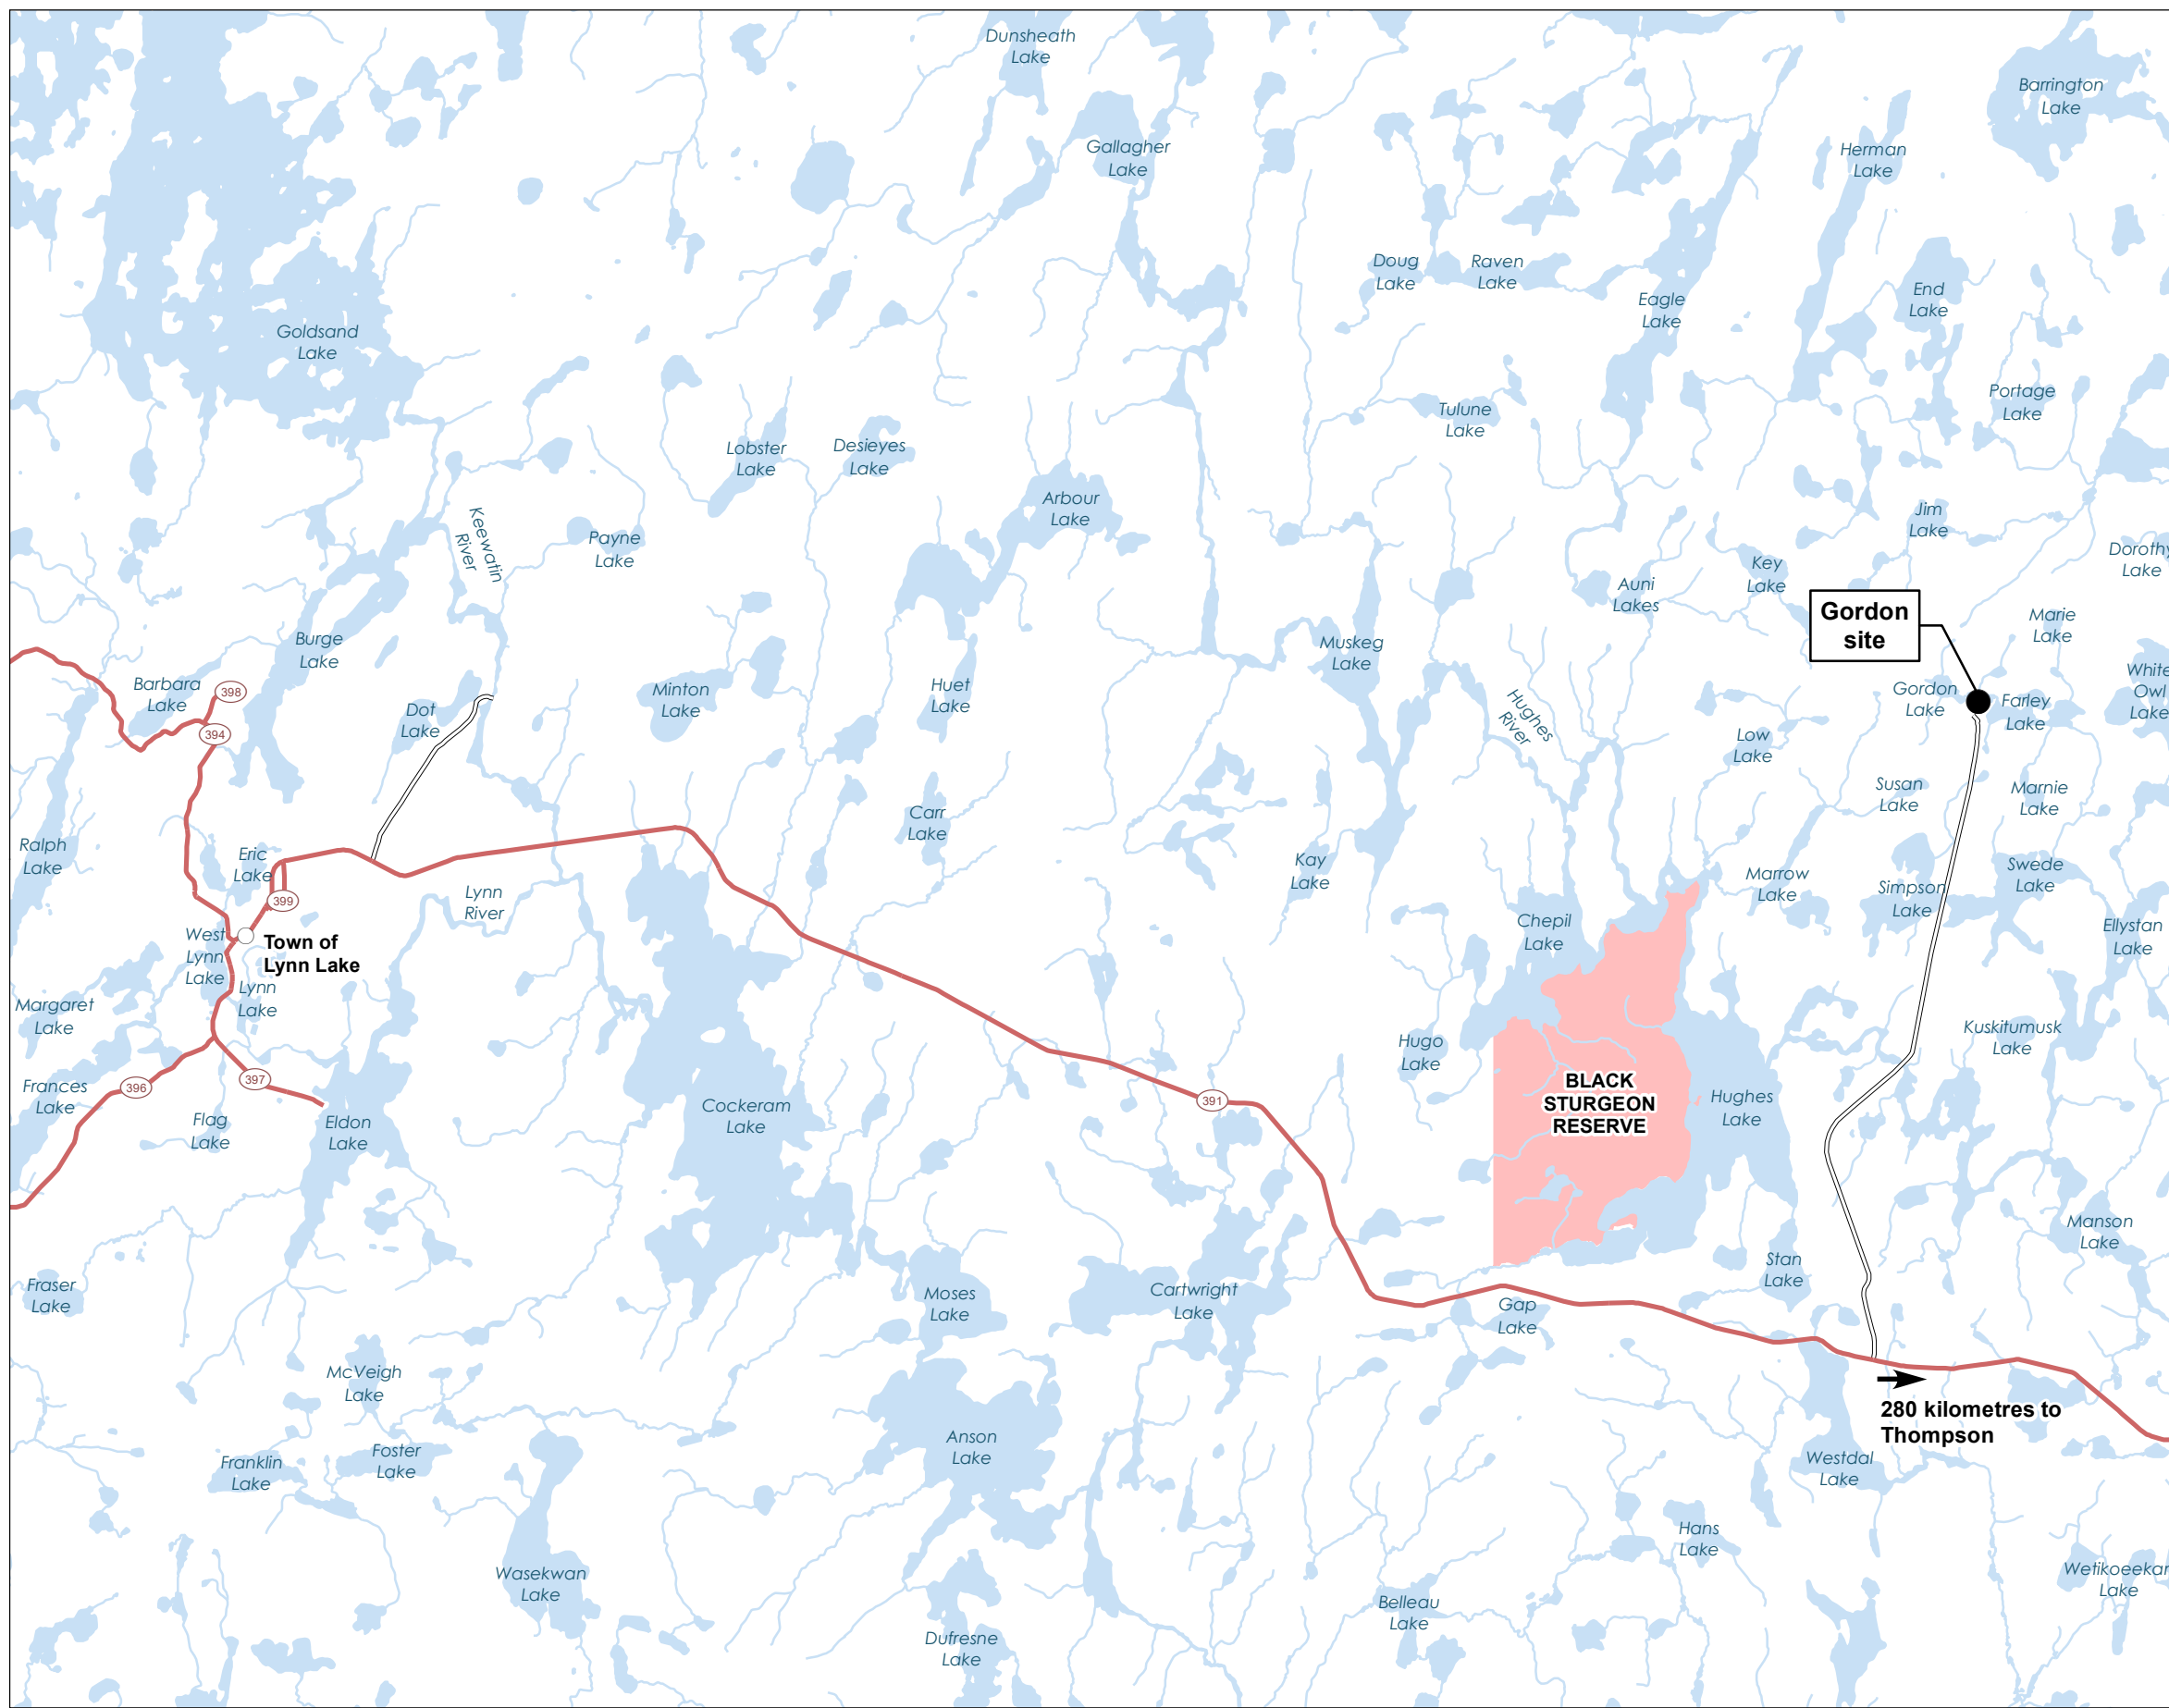 Dunsheath
Lake
Barrington
Lake
Gallagher
Lake
Herman
Lake
Doug
Lake
Raven
Lake
Eagle
Lake
End
Lake
Goldsand
Lake
Portage
Lake
Tulune
Lake
Lobster
Lake
Desieyes
Lake
Arbour
Lake
Jim
Lake
Keewatin
River
Payne
Lake
Dorothy
Lake
Key
Lake
Auni
Lakes
Gordon
site
Marie
Lake
Burge
Lake
Muskeg
Lake
White
Owl
Lake
Barbara
Lake
398
Minton
Lake
Huet
Lake
Gordon
Lake
Farley
Lake
Dot
Lake
Hughes
River
394
Low
Lake
Susan
Lake
Marnie
Lake
Carr
Lake
Ralph
Lake
Eric
Lake
Kay
Lake
Marrow
Lake
Simpson
Lake
Swede
Lake
399
Lynn
River
Chepil
Lake
Ellystan
Lake
West
Lynn
Lake
Town of
Lynn Lake
Lynn
Lake
Margaret
Lake
Kuskitumusk
Lake
Hugo
Lake
397
396
Frances
Lake
391
BLACK
STURGEON
RESERVE
Hughes
Lake
Cockeram
Lake
Flag
Lake
Eldon
Lake
Manson
Lake
Stan
Lake
Fraser
Lake
Moses
Lake
Cartwright
Lake
Gap
Lake
McVeigh
Lake
280 kilometres to
Thompson
Anson
Lake
Foster
Lake
Franklin
Lake
Westdal
Lake
Hans
Lake
Wasekwan
Lake
Wetikoeekan
Lake
Belleau
Lake
Dufresne
Lake